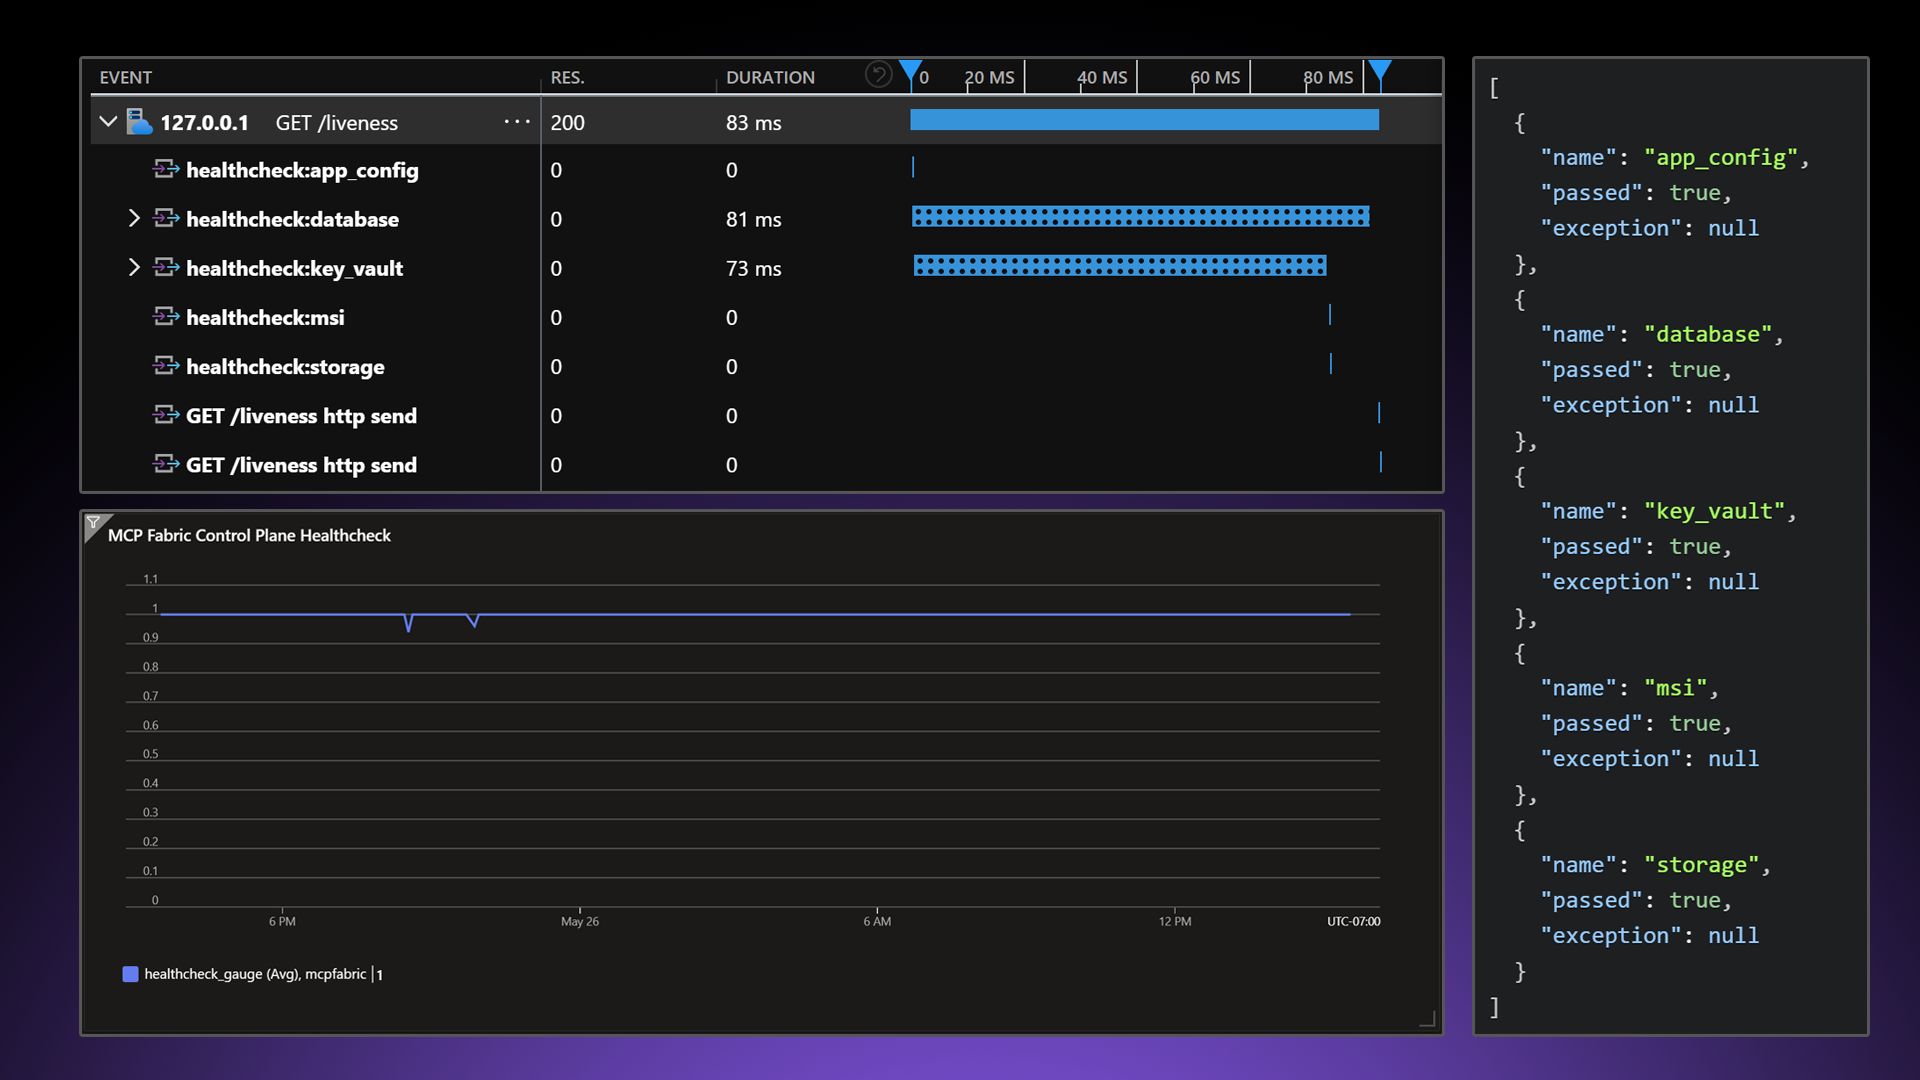 EVENT RES. DURATION 0 20 MS 40 MS 60 MS 80 MS
127.0.0.1 GET /liveness ··· 200 83 ms
healthcheck:app_config 0 0
healthcheck:database 0 81 ms
healthcheck:key_vault 0 73 ms
healthcheck:msi 0 0
healthcheck:storage 0 0
GET /liveness http send 0 0
GET /liveness http send 0 0
MCP Fabric Control Plane Healthcheck
1.1
1
0.9
0.8
0.7
0.6
0.5
0.4
0.3
0.2
0.1
0
6 PM May 26 6 AM 12 PM UTC-07:00
healthcheck_gauge (Avg), mcpfabric | 1
[
{
"name": "app_config",
"passed": true,
"exception": null
},
{
"name": "database",
"passed": true,
"exception": null
},
{
"name": "key_vault",
"passed": true,
"exception": null
},
{
"name": "msi",
"passed": true,
"exception": null
},
{
"name": "storage",
"passed": true,
"exception": null
}
]